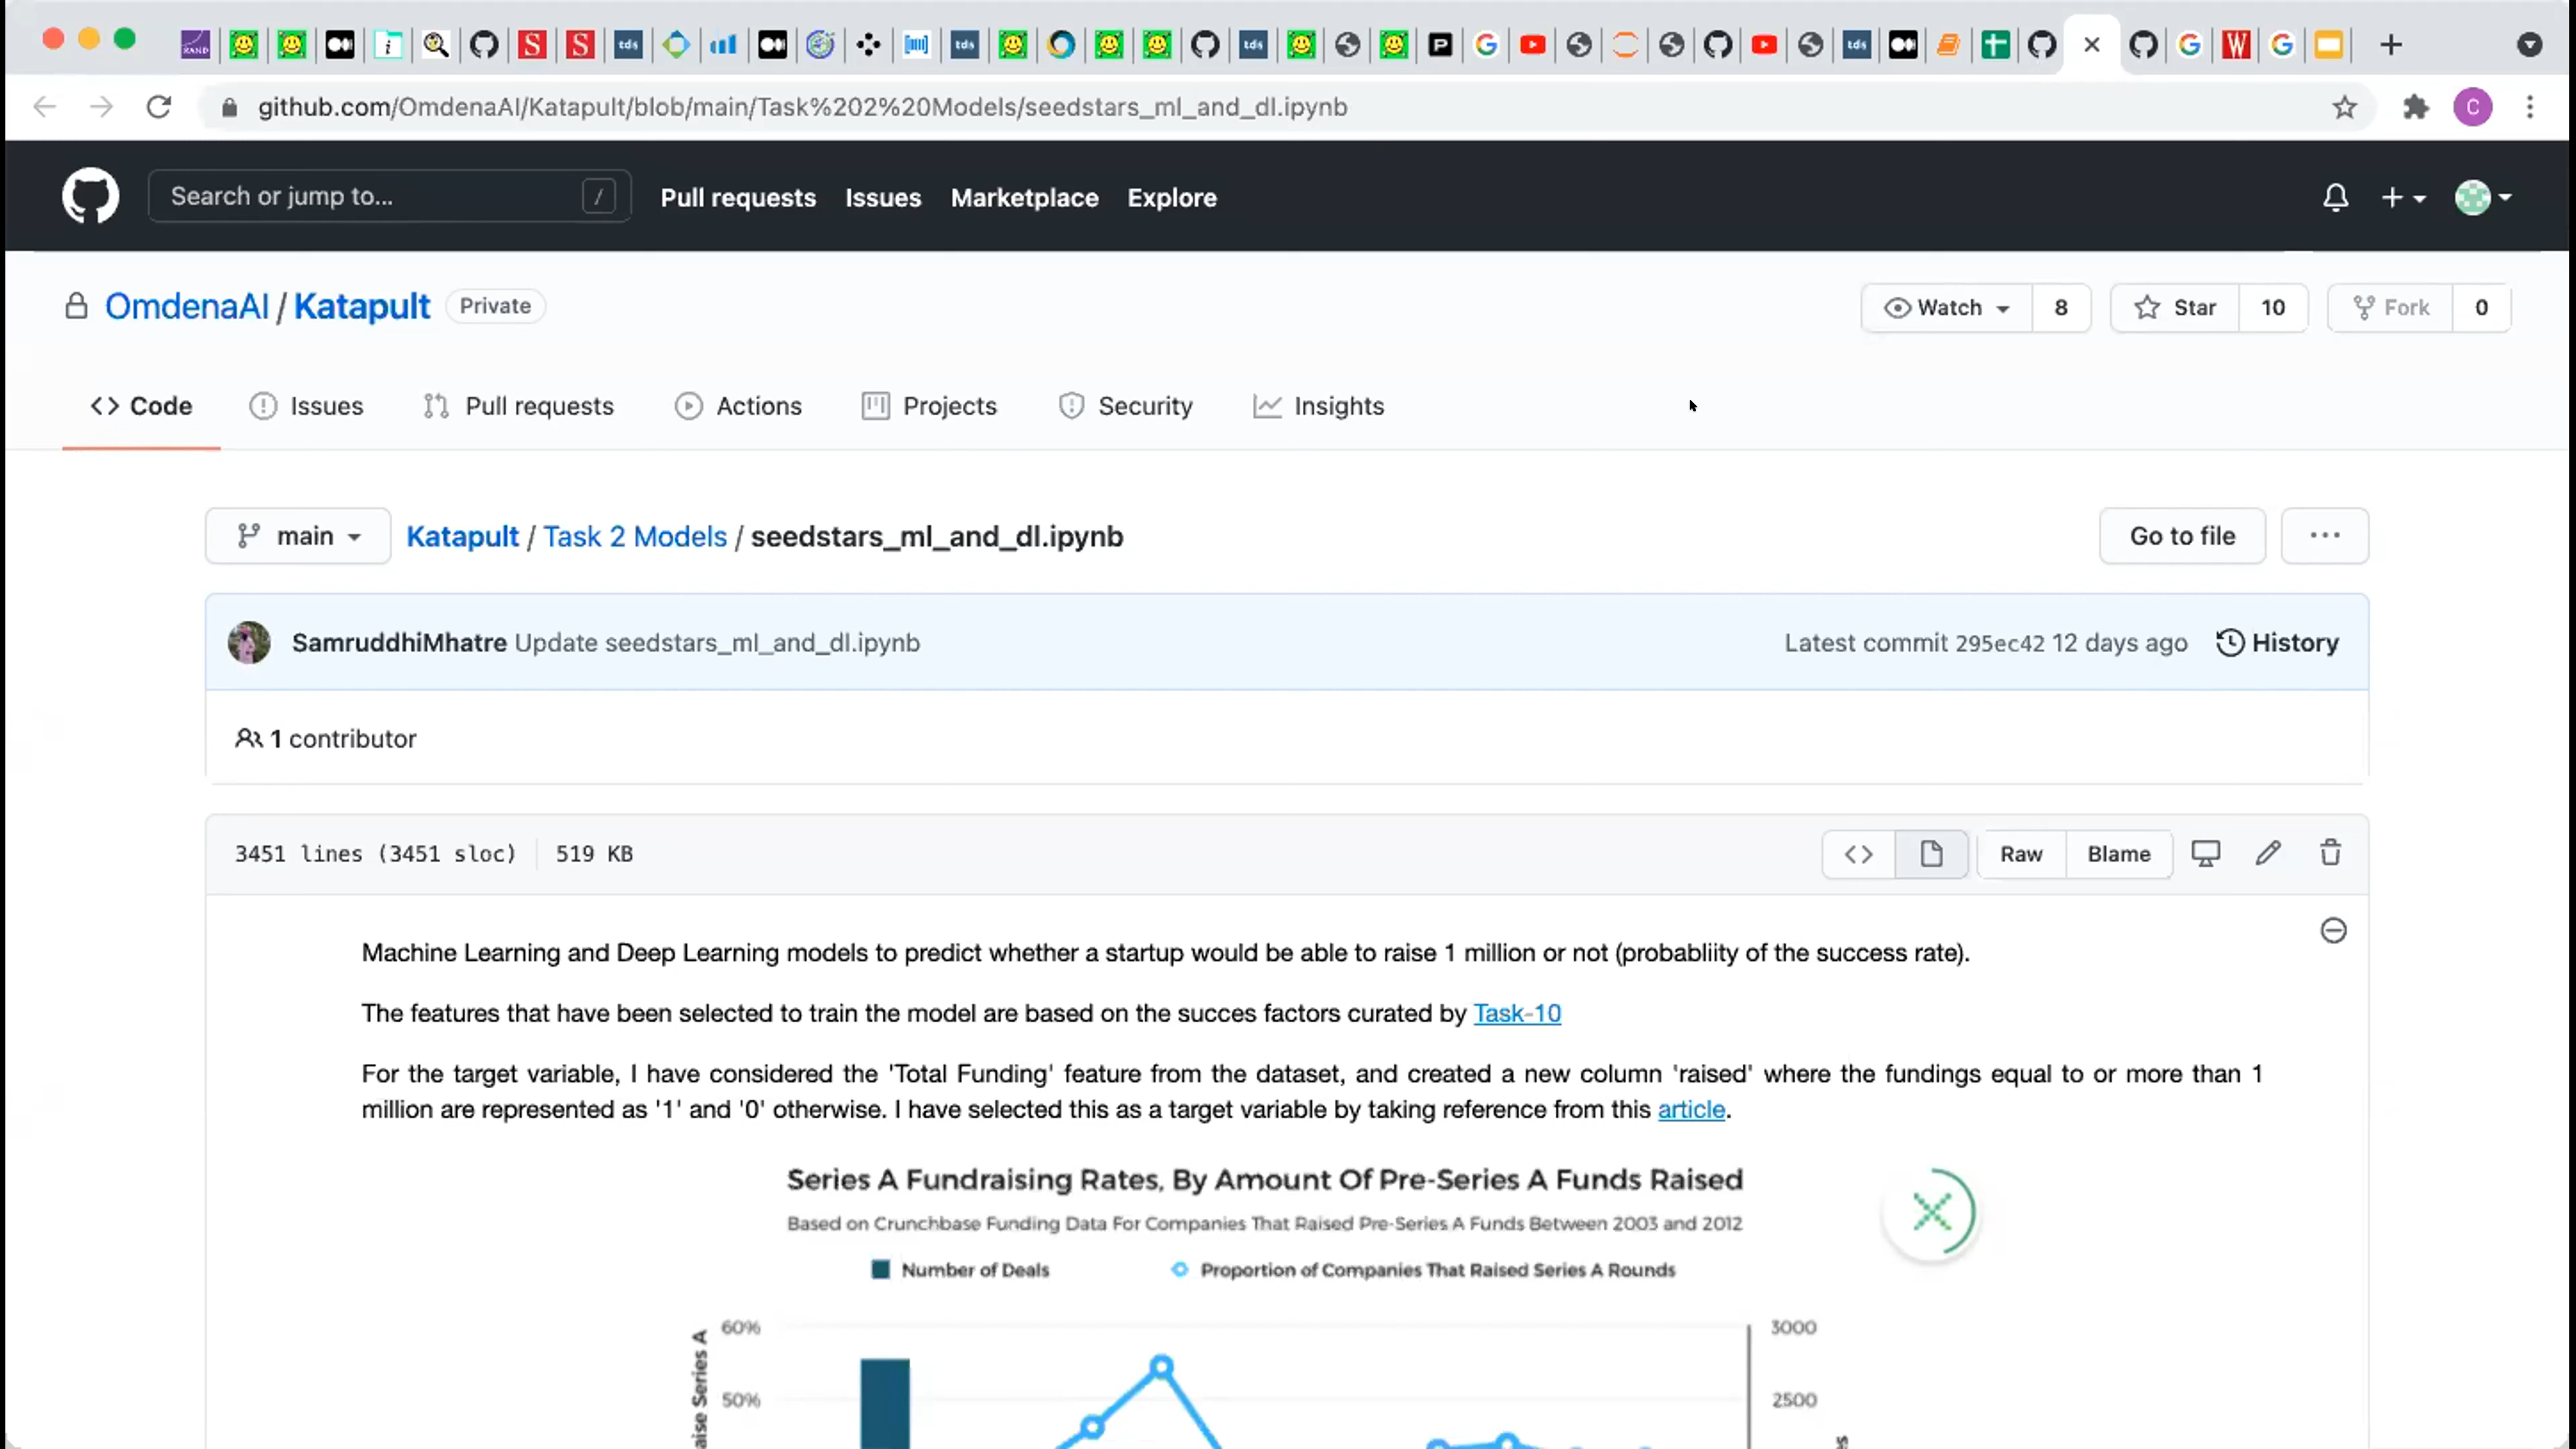 github.com/OmdenaAI/Katapult/blob/main/Task%202%20Models/seedstars_ml_and_dl.ipynb
C
Search or jump to... /
Pull requests Issues Marketplace Explore
OmdenaAI / Katapult Private
Watch 8 Star 10 Fork 0
Code Issues Pull requests Actions Projects Security Insights
main Katapult / Task 2 Models / seedstars_ml_and_dl.ipynb Go to file
SamruddhiMhatre Update seedstars_ml_and_dl.ipynb Latest commit 295ec42 12 days ago History
1 contributor
3451 lines (3451 sloc) 519 KB Raw Blame
Machine Learning and Deep Learning models to predict whether a startup would be able to raise 1 million or not (probabliity of the success rate).
The features that have been selected to train the model are based on the succes factors curated by Task-10
For the target variable, I have considered the 'Total Funding' feature from the dataset, and created a new column 'raised' where the fundings equal to or more than 1
million are represented as '1' and '0' otherwise. I have selected this as a target variable by taking reference from this article.
Series A Fundraising Rates, By Amount Of Pre-Series A Funds Raised
Based on Crunchbase Funding Data For Companies That Raised Pre-Series A Funds Between 2003 and 2012
Number of Deals Proportion of Companies That Raised Series A Rounds
60% 3000
50% 2500
Series A